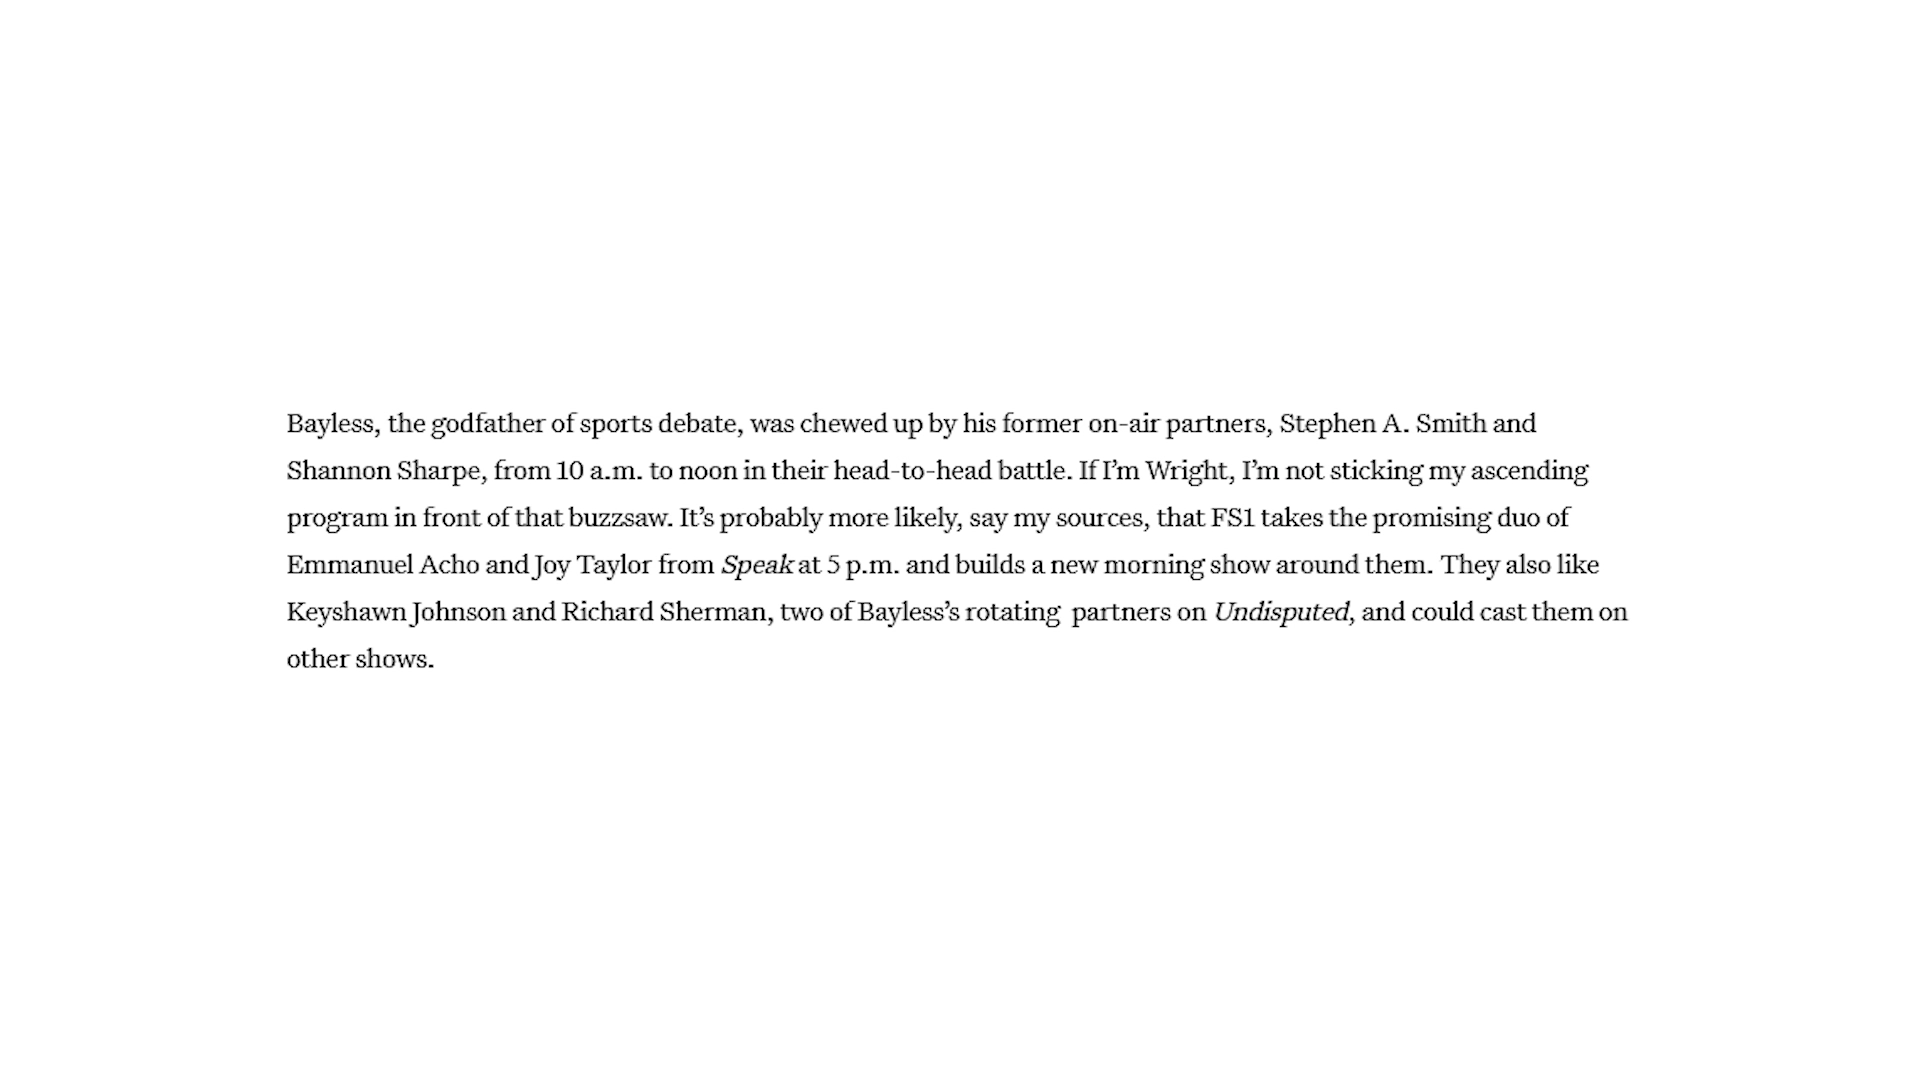 Bayless, the godfather of sports debate, was chewed up by his former on-air partners, Stephen A. Smith and
Shannon Sharpe, from 10 a.m. to noon in their head-to-head battle. If I’m Wright, I’m not sticking my ascending
program in front of that buzzsaw. It’s probably more likely, say my sources, that FS1 takes the promising duo of
Emmanuel Acho and Joy Taylor from Speak at 5 p.m. and builds a new morning show around them. They also like
Keyshawn Johnson and Richard Sherman, two of Bayless’s rotating partners on Undisputed, and could cast them on
other shows.